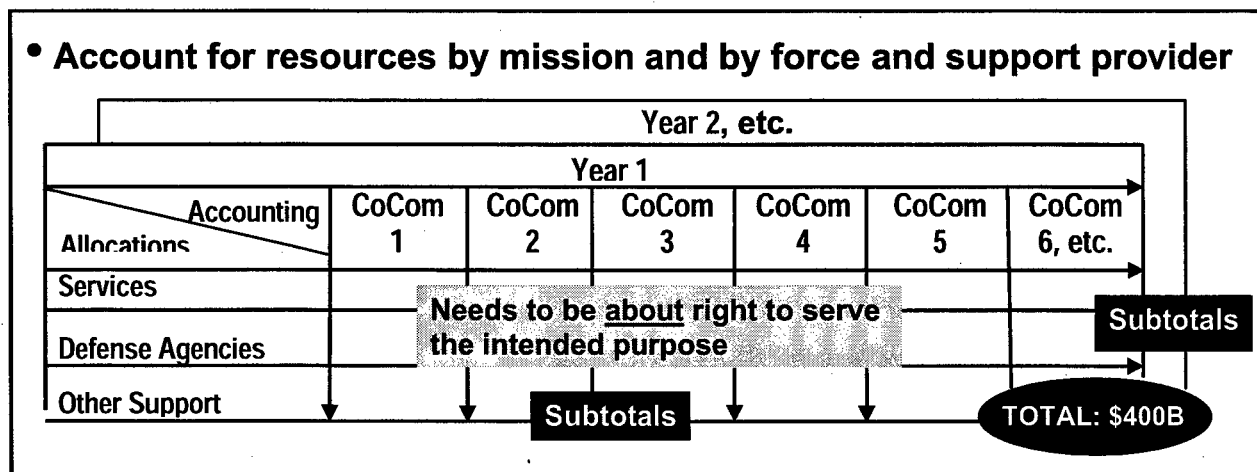 • Account for resources by mission and by force and support provider
Year 2, etc.
Year 1
Accounting
Allocations
CoCom 1
CoCom 2
CoCom 3
CoCom 4
CoCom 5
CoCom 6, etc.
Services
Needs to be about right to serve
the intended purpose
Subtotals
Defense Agencies
Other Support
Subtotals
TOTAL: $400B